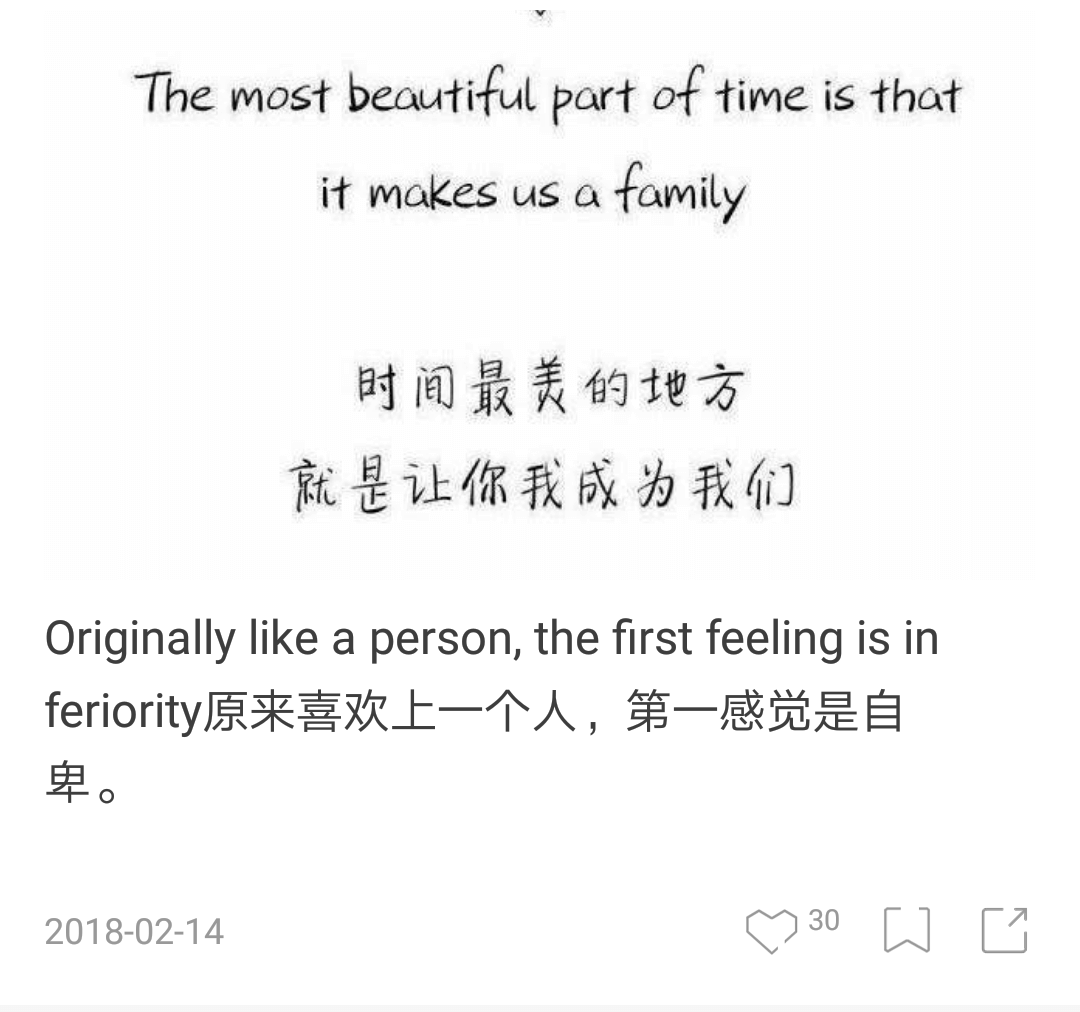 The most beautiful part of time is that
it makes us a family
时间最美的地方
就是让你我成为我们
Originally like a person, the first feeling is in
feriority原来喜欢上一个人，第一感觉是自
卑。
2018-02-14
30